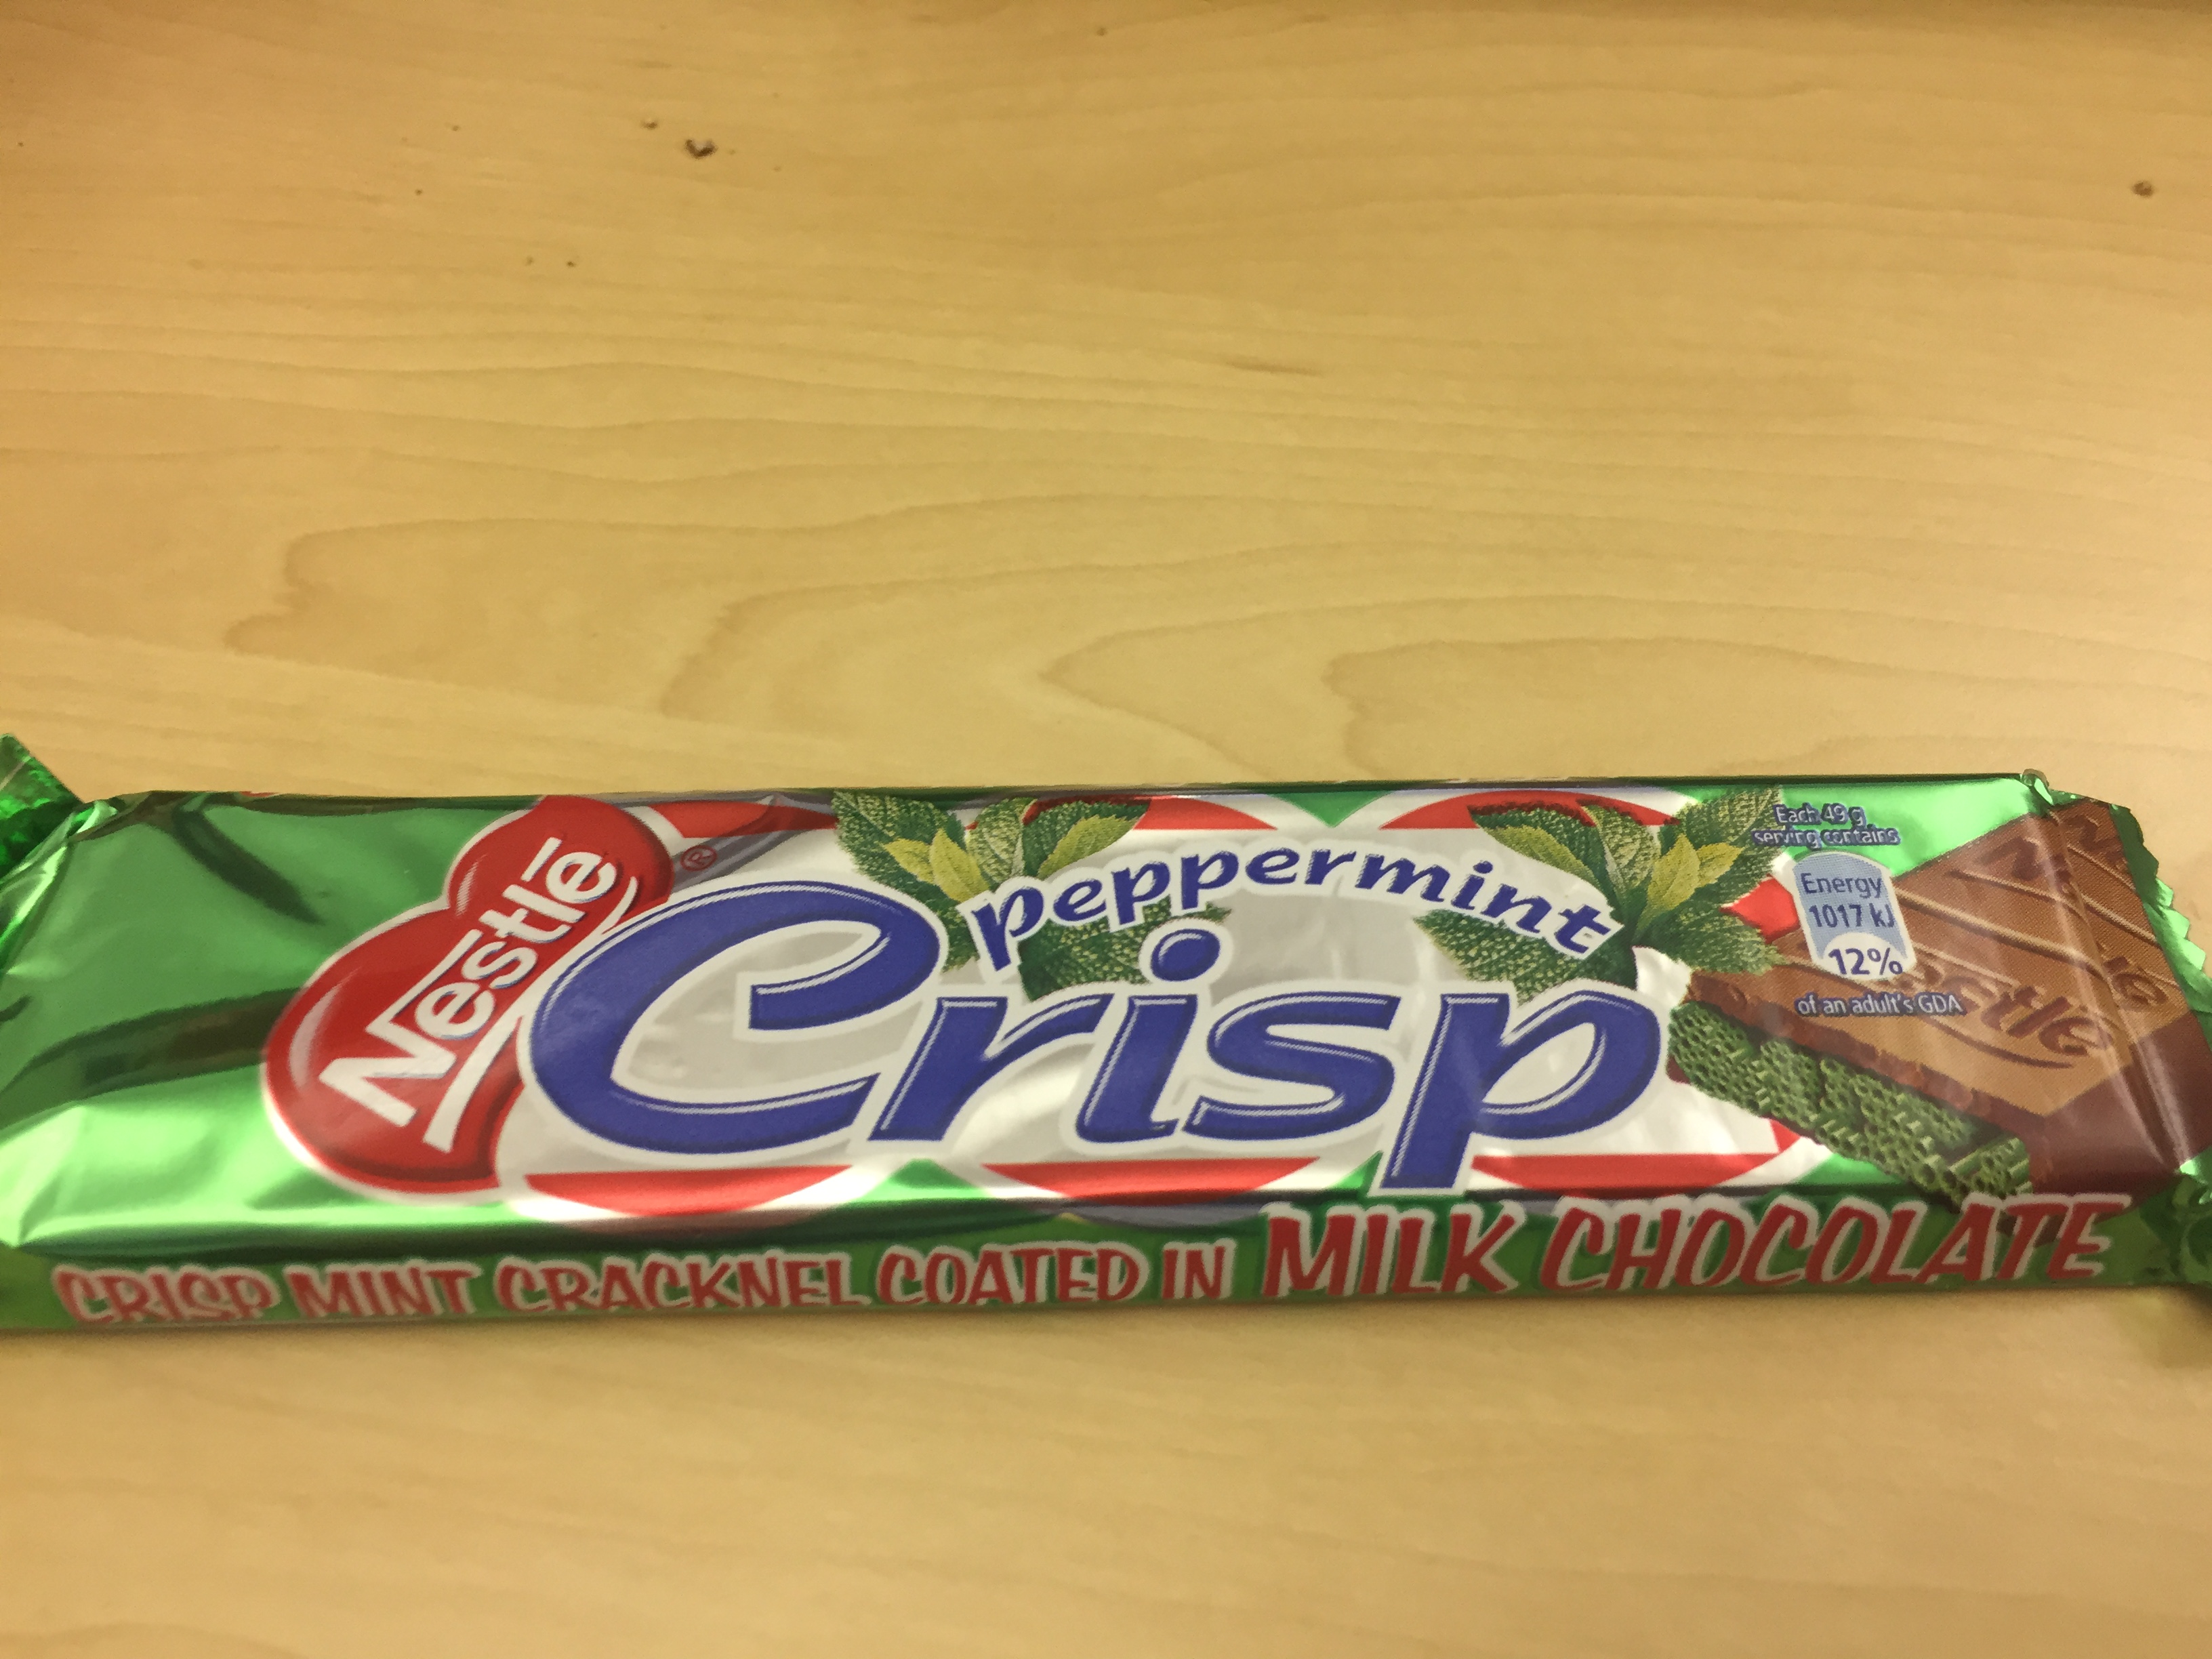 Nestlē
®
peppermint
Crisp
Each 49 g
serving contains
Energy
1017 kJ
12%
of an adult's GDA
CRISP MINT CRACKNEL COATED IN MILK CHOCOLATE